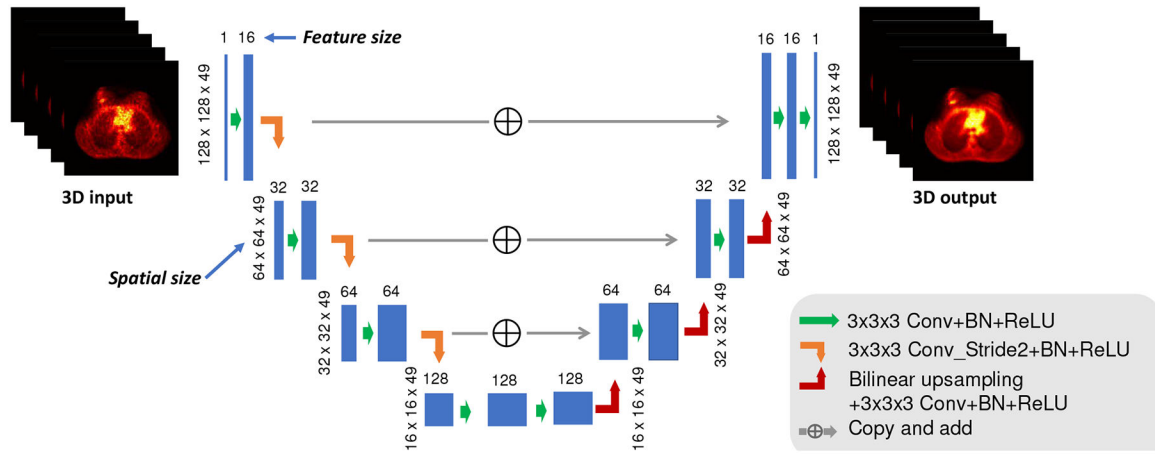 1 16
Feature size
128 x 128 x 49
3D input
16 16 1
128 x 128 x 49
3D output
32 32
64 x 64 x 49
Spatial size
32 32
64 x 64 x 49
64 64
32 x 32 x 49
64 64
32 x 32 x 49
128 128 128
16 x 16 x 49
16 x 16 x 49
3x3x3 Conv+BN+ReLU
3x3x3 Conv_Stride2+BN+ReLU
Bilinear upsampling
+3x3x3 Conv+BN+ReLU
Copy and add